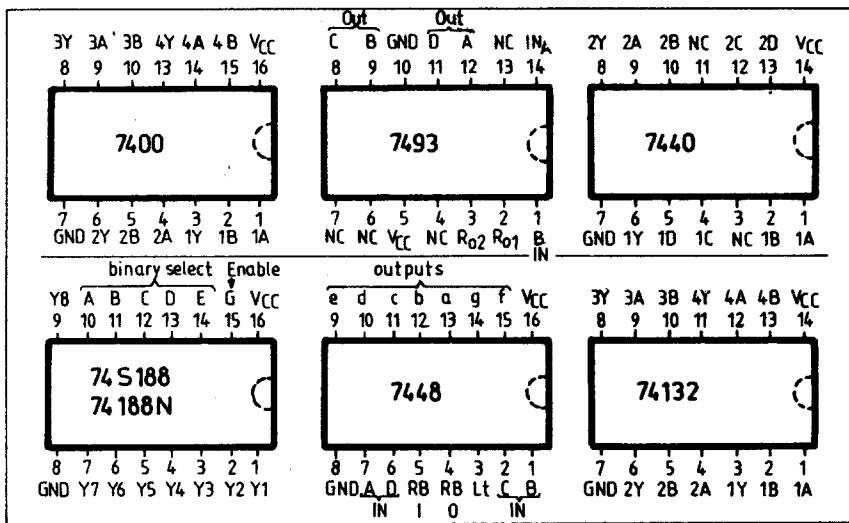 3Y 3A 3B 4Y 4A 4B VCC
8 9 10 13 14 15 16
7400
7 6 5 4 3 2 1
GND 2Y 2B 2A 1Y 1B 1A
Out Out
C B GND D A NC INA
8 9 10 11 12 13 14
7493
7 6 5 4 3 2 1
NC NC VCC NC R02 R01 B
IN
2Y 2A 2B NC 2C 2D VCC
8 9 10 11 12 13 14
7440
7 6 5 4 3 2 1
GND 1Y 1D 1C NC 1B 1A
binary select Enable
Y8 A B C D E G VCC
9 10 11 12 13 14 15 16
74S188
74188N
8 7 6 5 4 3 2 1
GND Y7 Y6 Y5 Y4 Y3 Y2 Y1
outputs
e d c b a g f VCC
9 10 11 12 13 14 15 16
7448
8 7 6 5 4 3 2 1
GND A D RB RB Lt C B
IN I O IN
3Y 3A 3B 4Y 4A 4B VCC
8 9 10 11 12 13 14
74132
7 6 5 4 3 2 1
GND 2Y 2B 2A 1Y 1B 1A